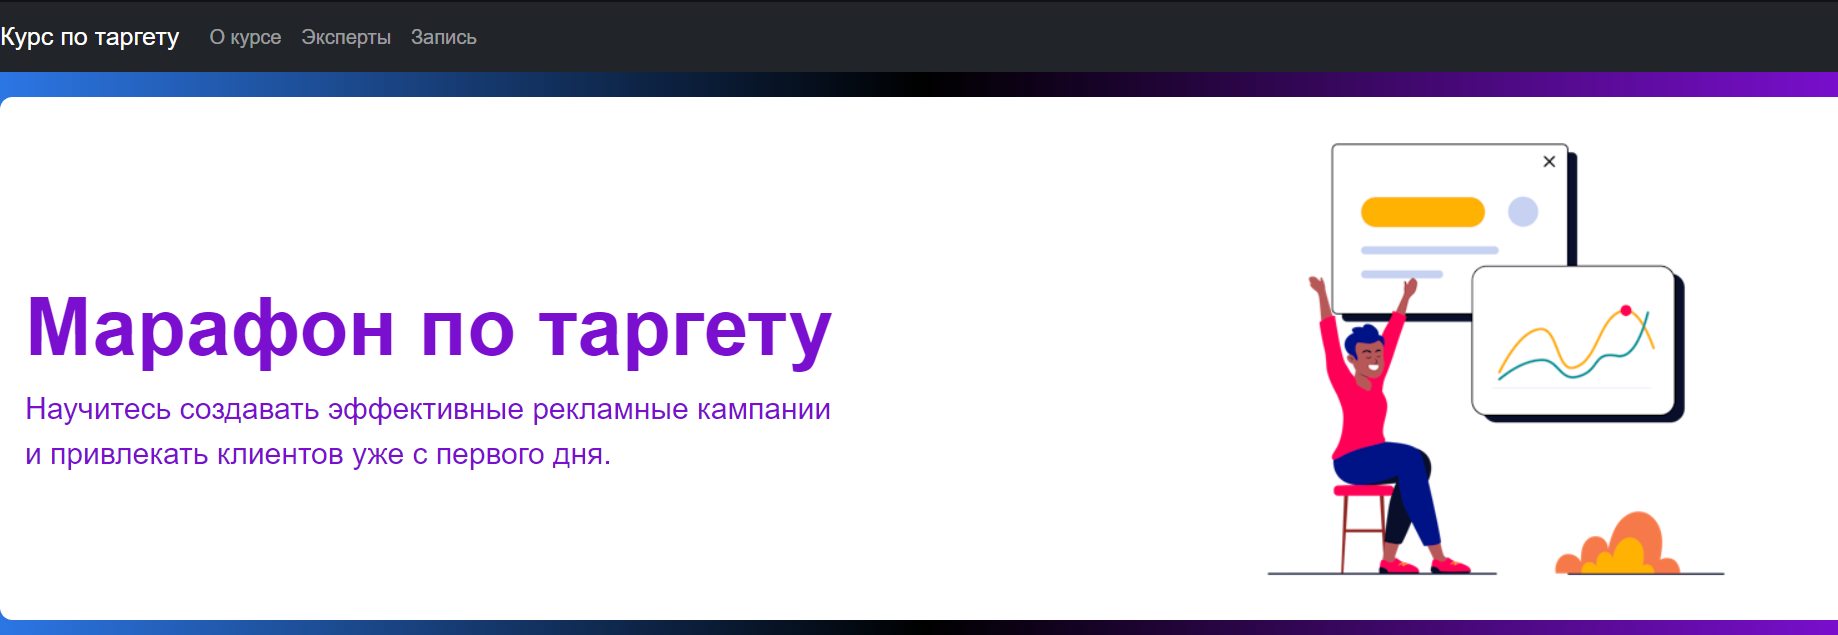 Курс по таргету О курсе Эксперты Запись
Марафон по таргету
Научитесь создавать эффективные рекламные кампании
и привлекать клиентов уже с первого дня.